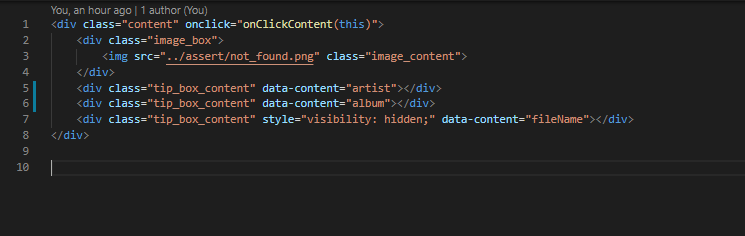 You, an hour ago | 1 author (You)
1 <div class="content" onclick="onClickContent(this)">
2     <div class="image_box">
3         <img src="../assert/not_found.png" class="image_content">
4     </div>
5     <div class="tip_box_content" data-content="artist"></div>
6     <div class="tip_box_content" data-content="album"></div>
7     <div class="tip_box_content" style="visibility: hidden;" data-content="fileName"></div>
8 </div>
9
10